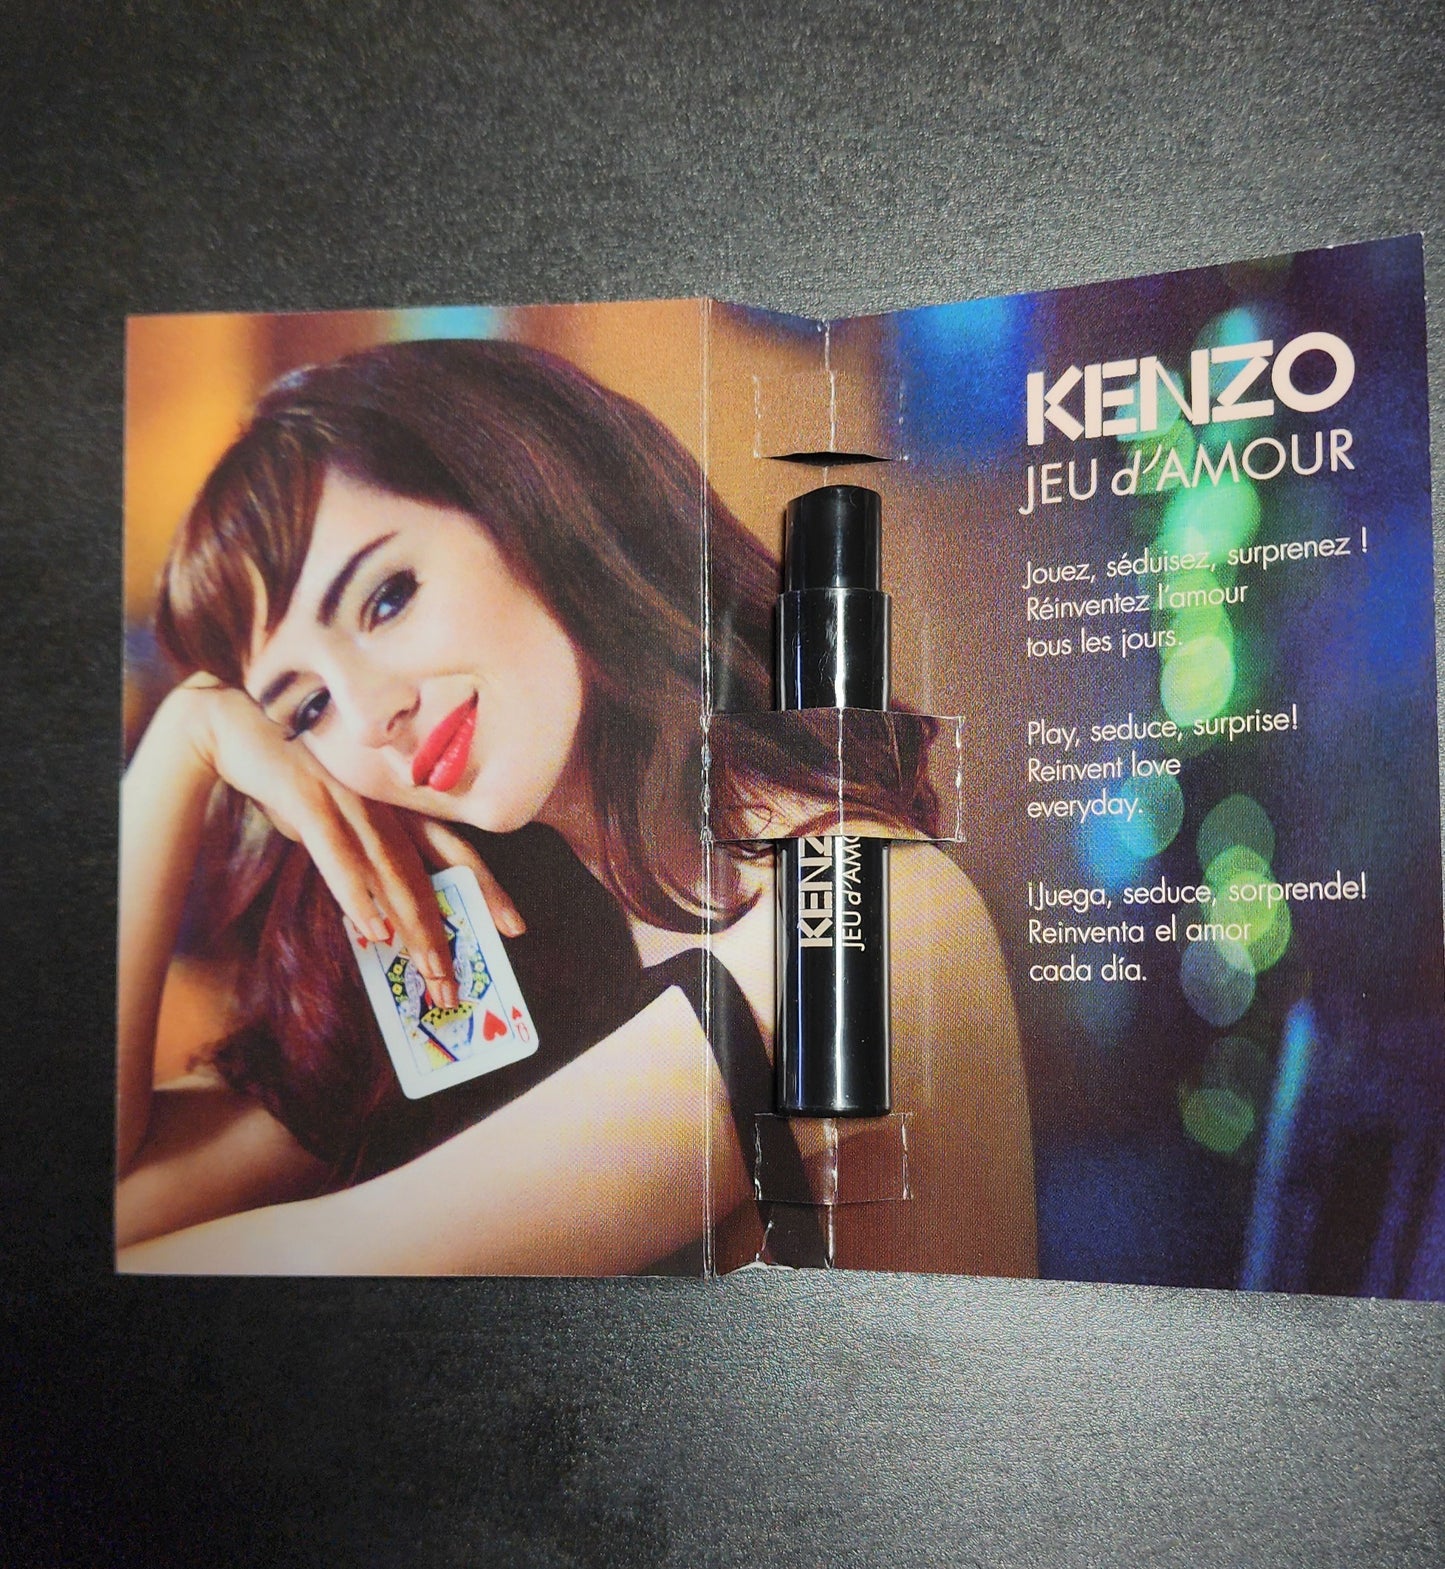 KENZO
JEU d'AMOUR
Jouez, séduisez, surprenez !
Réinventez l'amour
tous les jours.
Play, seduce, surprise!
Reinvent love
everyday.
¡Juega, seduce, sorprende!
Reinventa el amor
cada día.
KENZ
JEU d'AMO
Q